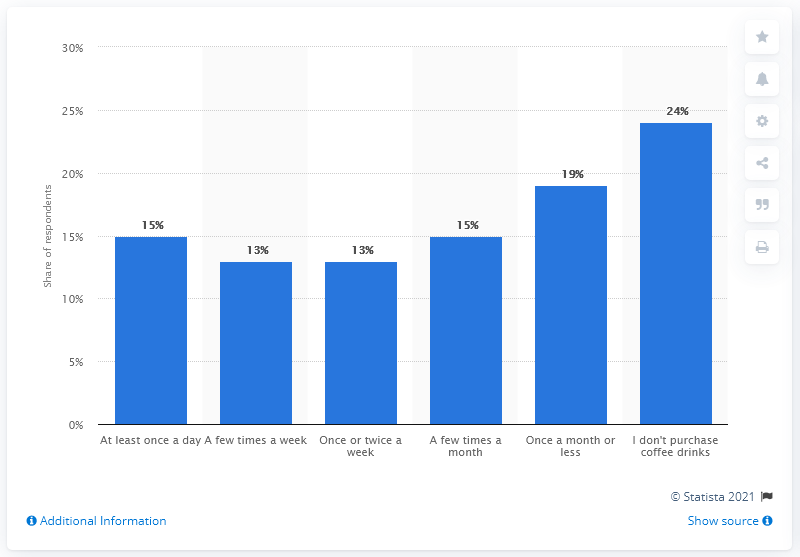 30%
25%
20%
15%
10%
5%
0%
Share of respondents
15%
13%
13%
15%
19%
24%
At least once a day
A few times a week
Once or twice a
week
A few times a
month
Once a month or
less
I don't purchase
coffee drinks
© Statista 2021
Additional Information
Show source